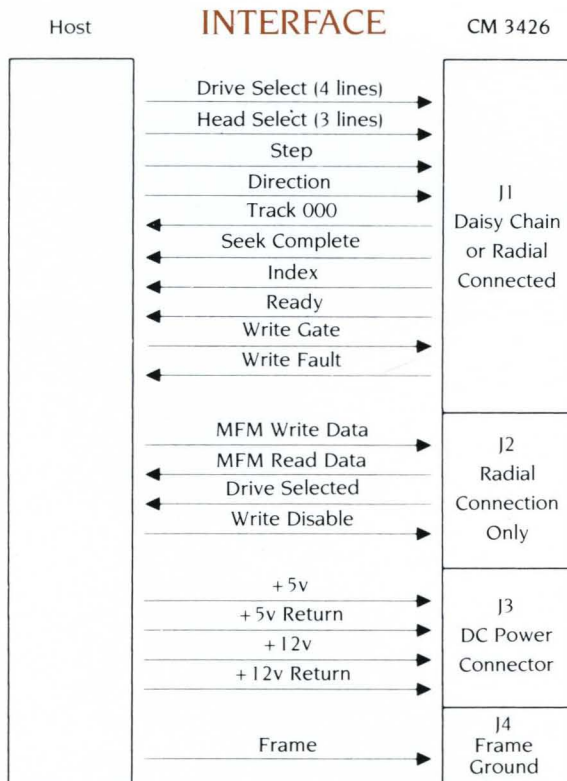 Host INTERFACE CM 3426
Drive Select (4 lines)
Head Select (3 lines)
Step
Direction
Track 000
Seek Complete
Index
Ready
Write Gate
Write Fault
J1
Daisy Chain
or Radial
Connected
MFM Write Data
MFM Read Data
Drive Selected
Write Disable
J2
Radial
Connection
Only
+5v
+5v Return
+12v
+12v Return
J3
DC Power
Connector
Frame
J4
Frame
Ground